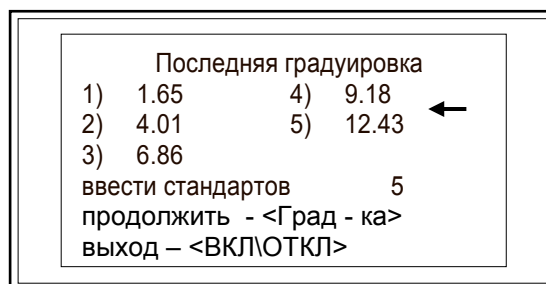 Последняя градуировка
1) 1.65 4) 9.18
2) 4.01 5) 12.43
3) 6.86
ввести стандартов 5
продолжить - <Град - ка>
выход – <ВКЛ\ОТКЛ>